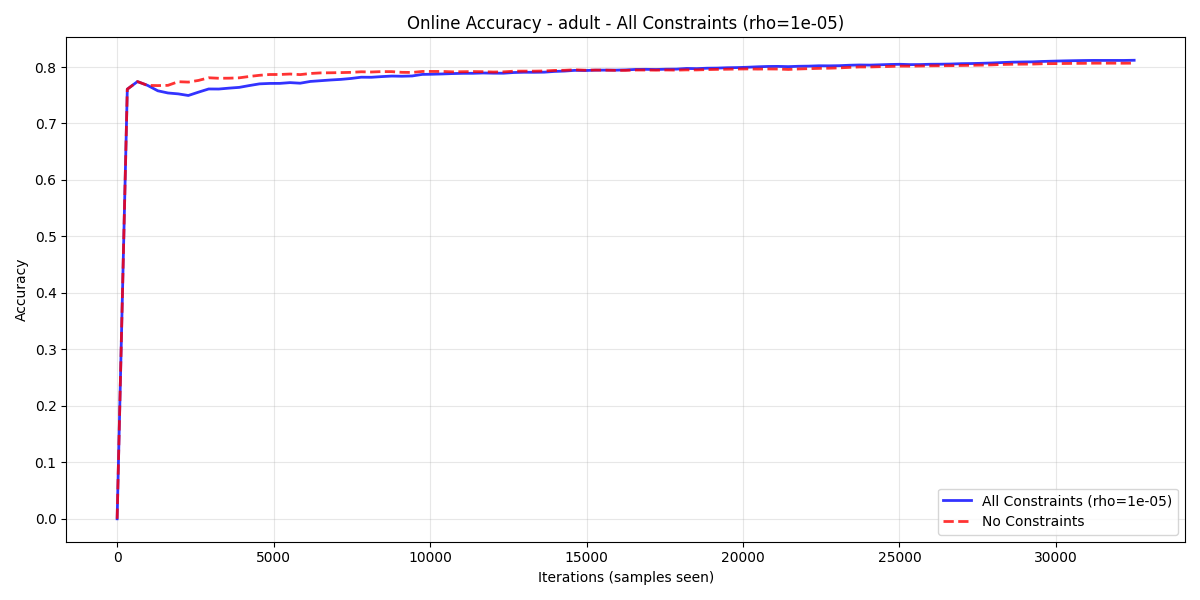 Online Accuracy - adult - All Constraints (rho=1e-05)
Accuracy
0.8
0.7
0.6
0.5
0.4
0.3
0.2
0.1
0.0
All Constraints (rho=1e-05)
No Constraints
0 5000 10000 15000 20000 25000 30000
Iterations (samples seen)